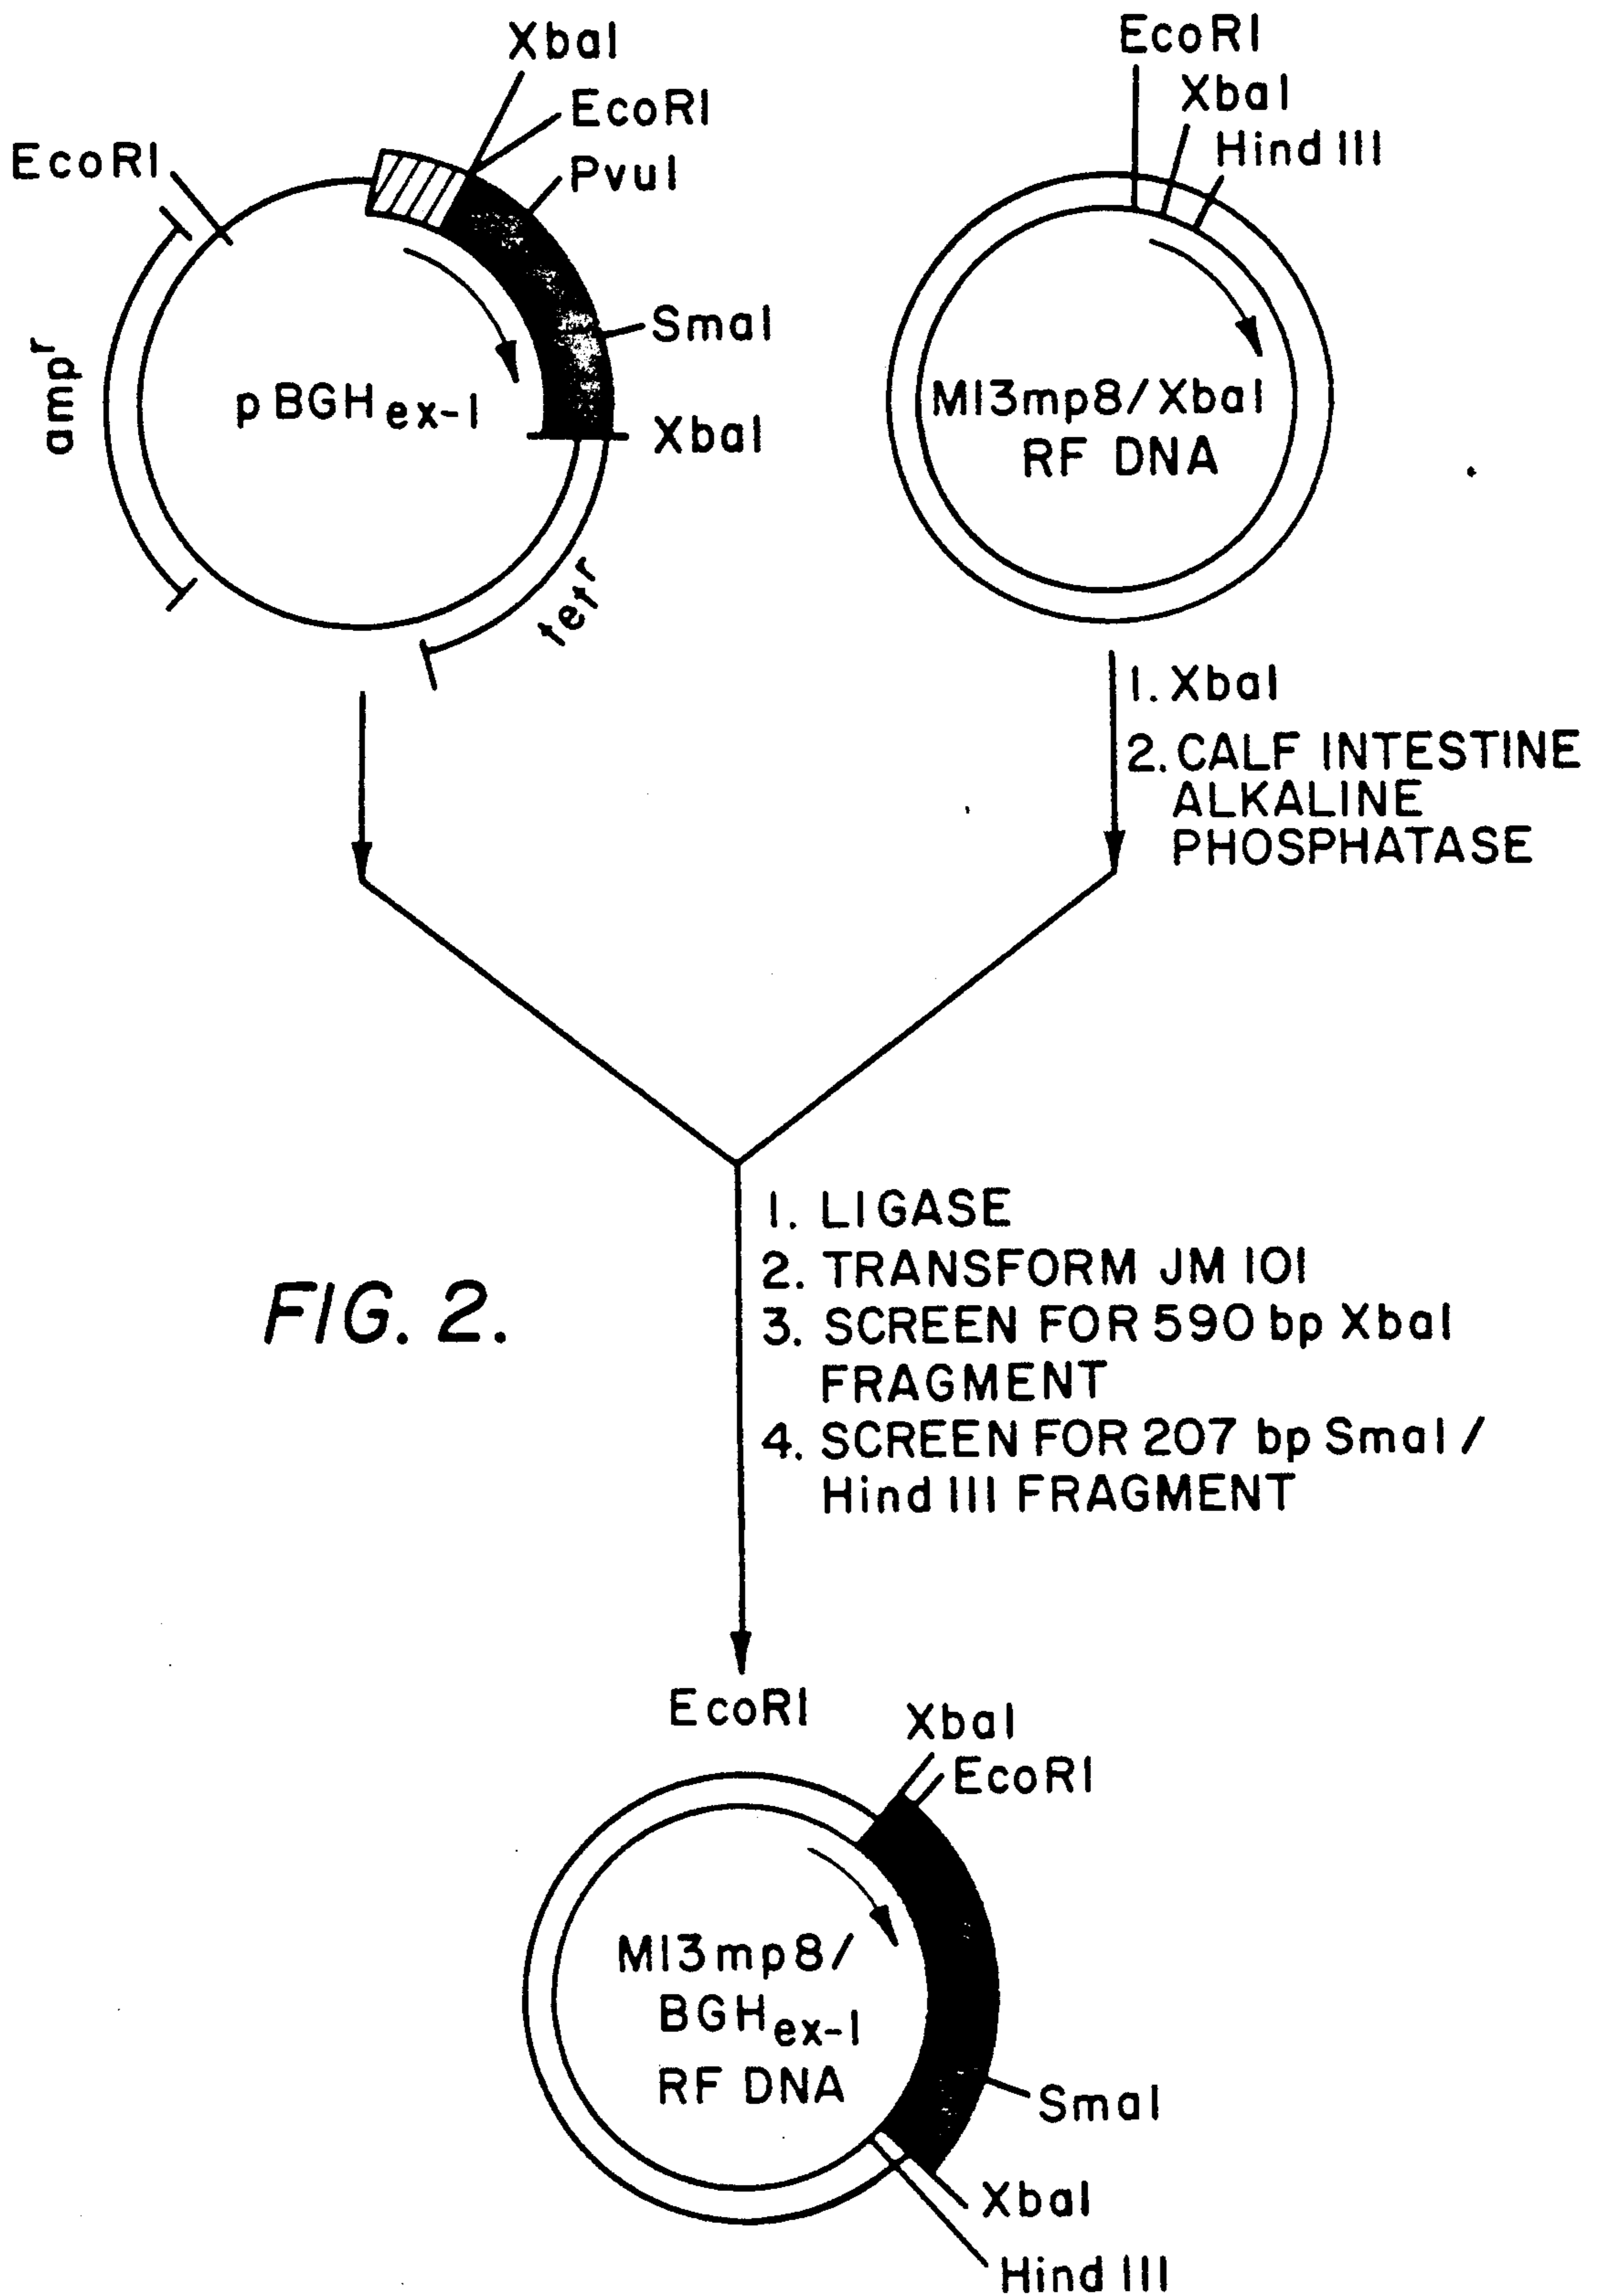 XbaI
EcoRI
PvuI
EcoRI
SmaI
XbaI
ampʳ
tetʳ
pBGHex-1
EcoRI
XbaI
Hind III
M13mp8/XbaI
RF DNA
1. XbaI
2. CALF INTESTINE
ALKALINE
PHOSPHATASE
1. LIGASE
2. TRANSFORM JM 101
3. SCREEN FOR 590 bp XbaI
FRAGMENT
4. SCREEN FOR 207 bp SmaI /
Hind III FRAGMENT
FIG. 2.
EcoRI
XbaI
EcoRI
M13mp8/
BGHex-1
RF DNA
SmaI
XbaI
Hind III